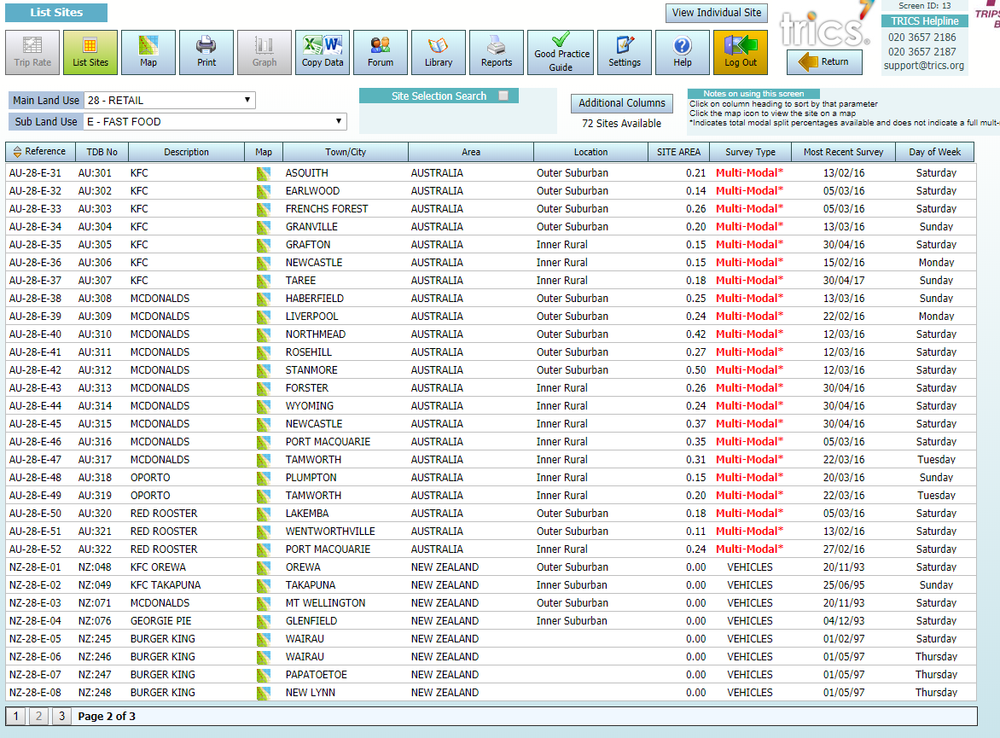 List Sites
View Individual Site
trics7®
Screen ID: 13
TRICS Helpline
020 3657 2186
020 3657 2187
support@trics.org
TRIPS
Trip Rate
List Sites
Map
Print
Graph
Copy Data
Forum
Library
Reports
Good Practice Guide
Settings
Help
Log Out
Return
Main Land Use 28 - RETAIL
Sub Land Use E - FAST FOOD
Site Selection Search
Additional Columns
72 Sites Available
Notes on using this screen
Click on column heading to sort by that parameter
Click the map icon to view the site on a map
*Indicates total modal split percentages available and does not indicate a full mult-
Reference TDB No Description Map Town/City Area Location SITE AREA Survey Type Most Recent Survey Day of Week
AU-28-E-31 AU:301 KFC ASQUITH AUSTRALIA Outer Suburban 0.21 Multi-Modal* 13/02/16 Saturday
AU-28-E-32 AU:302 KFC EARLWOOD AUSTRALIA Outer Suburban 0.14 Multi-Modal* 05/03/16 Saturday
AU-28-E-33 AU:303 KFC FRENCHS FOREST AUSTRALIA Outer Suburban 0.26 Multi-Modal* 05/03/16 Saturday
AU-28-E-34 AU:304 KFC GRANVILLE AUSTRALIA Outer Suburban 0.20 Multi-Modal* 13/03/16 Sunday
AU-28-E-35 AU:305 KFC GRAFTON AUSTRALIA Inner Rural 0.15 Multi-Modal* 30/04/16 Saturday
AU-28-E-36 AU:306 KFC NEWCASTLE AUSTRALIA Inner Rural 0.15 Multi-Modal* 15/02/16 Monday
AU-28-E-37 AU:307 KFC TAREE AUSTRALIA Inner Rural 0.18 Multi-Modal* 30/04/17 Sunday
AU-28-E-38 AU:308 MCDONALDS HABERFIELD AUSTRALIA Outer Suburban 0.25 Multi-Modal* 13/03/16 Sunday
AU-28-E-39 AU:309 MCDONALDS LIVERPOOL AUSTRALIA Outer Suburban 0.24 Multi-Modal* 22/02/16 Monday
AU-28-E-40 AU:310 MCDONALDS NORTHMEAD AUSTRALIA Outer Suburban 0.42 Multi-Modal* 12/03/16 Saturday
AU-28-E-41 AU:311 MCDONALDS ROSEHILL AUSTRALIA Outer Suburban 0.27 Multi-Modal* 12/03/16 Saturday
AU-28-E-42 AU:312 MCDONALDS STANMORE AUSTRALIA Outer Suburban 0.50 Multi-Modal* 12/03/16 Saturday
AU-28-E-43 AU:313 MCDONALDS FORSTER AUSTRALIA Inner Rural 0.26 Multi-Modal* 30/04/16 Saturday
AU-28-E-44 AU:314 MCDONALDS WYOMING AUSTRALIA Inner Rural 0.24 Multi-Modal* 30/04/16 Saturday
AU-28-E-45 AU:315 MCDONALDS NEWCASTLE AUSTRALIA Inner Rural 0.37 Multi-Modal* 30/04/16 Saturday
AU-28-E-46 AU:316 MCDONALDS PORT MACQUARIE AUSTRALIA Inner Rural 0.35 Multi-Modal* 05/03/16 Saturday
AU-28-E-47 AU:317 MCDONALDS TAMWORTH AUSTRALIA Inner Rural 0.31 Multi-Modal* 22/03/16 Tuesday
AU-28-E-48 AU:318 OPORTO PLUMPTON AUSTRALIA Inner Rural 0.15 Multi-Modal* 20/03/16 Sunday
AU-28-E-49 AU:319 OPORTO TAMWORTH AUSTRALIA Inner Rural 0.20 Multi-Modal* 22/03/16 Tuesday
AU-28-E-50 AU:320 RED ROOSTER LAKEMBA AUSTRALIA Outer Suburban 0.18 Multi-Modal* 05/03/16 Saturday
AU-28-E-51 AU:321 RED ROOSTER WENTWORTHVILLE AUSTRALIA Outer Suburban 0.11 Multi-Modal* 13/02/16 Saturday
AU-28-E-52 AU:322 RED ROOSTER PORT MACQUARIE AUSTRALIA Inner Rural 0.24 Multi-Modal* 27/02/16 Saturday
NZ-28-E-01 NZ:048 KFC OREWA OREWA NEW ZEALAND Outer Suburban 0.00 VEHICLES 20/11/93 Saturday
NZ-28-E-02 NZ:049 KFC TAKAPUNA TAKAPUNA NEW ZEALAND Inner Suburban 0.00 VEHICLES 25/06/95 Sunday
NZ-28-E-03 NZ:071 MCDONALDS MT WELLINGTON NEW ZEALAND Outer Suburban 0.00 VEHICLES 20/11/93 Saturday
NZ-28-E-04 NZ:076 GEORGIE PIE GLENFIELD NEW ZEALAND Inner Suburban 0.00 VEHICLES 04/12/93 Saturday
NZ-28-E-05 NZ:245 BURGER KING WAIRAU NEW ZEALAND 0.00 VEHICLES 01/02/97 Saturday
NZ-28-E-06 NZ:246 BURGER KING WAIRAU NEW ZEALAND 0.00 VEHICLES 01/05/97 Thursday
NZ-28-E-07 NZ:247 BURGER KING PAPATOETOE NEW ZEALAND 0.00 VEHICLES 01/05/97 Thursday
NZ-28-E-08 NZ:248 BURGER KING NEW LYNN NEW ZEALAND 0.00 VEHICLES 01/05/97 Thursday
1 2 3 Page 2 of 3